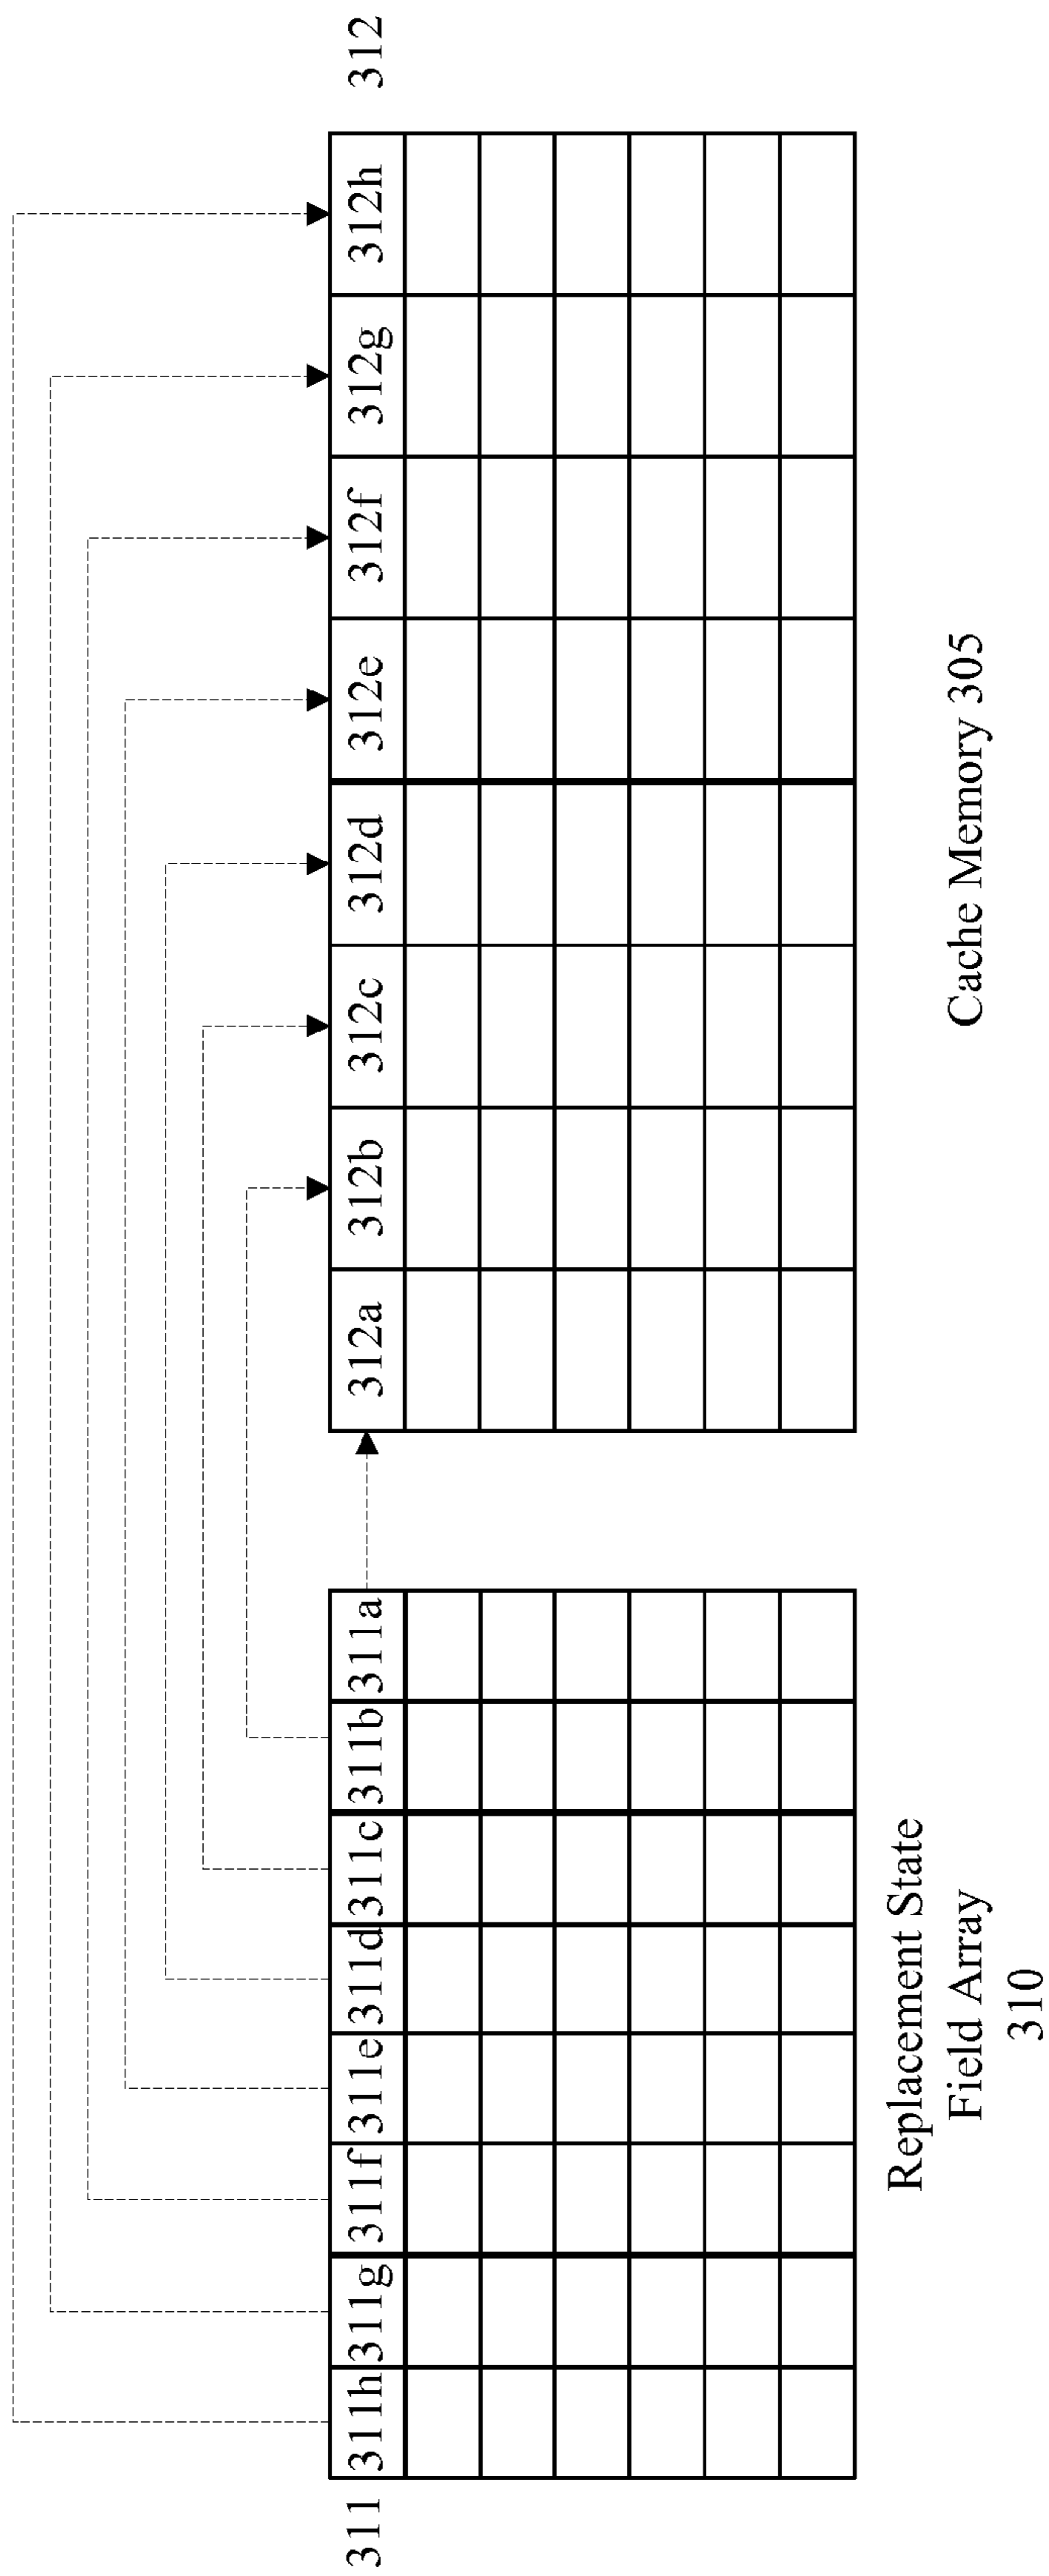 311
311h
311g
311f
311e
311d
311c
311b
311a
312a
312b
312c
312d
312e
312f
312g
312h
312
Replacement State
Field Array
310
Cache Memory 305